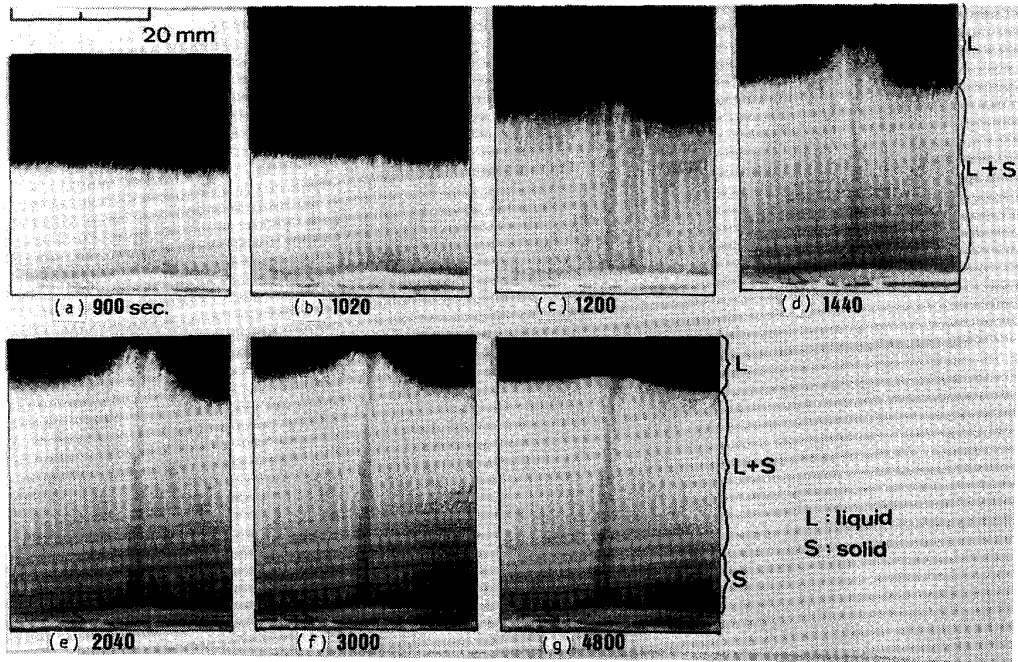 20 mm
L
L+S
(a) 900 sec.
(b) 1020
(c) 1200
(d) 1440
L
L+S
L : liquid
S : solid
S
(e) 2040
(f) 3000
(g) 4800